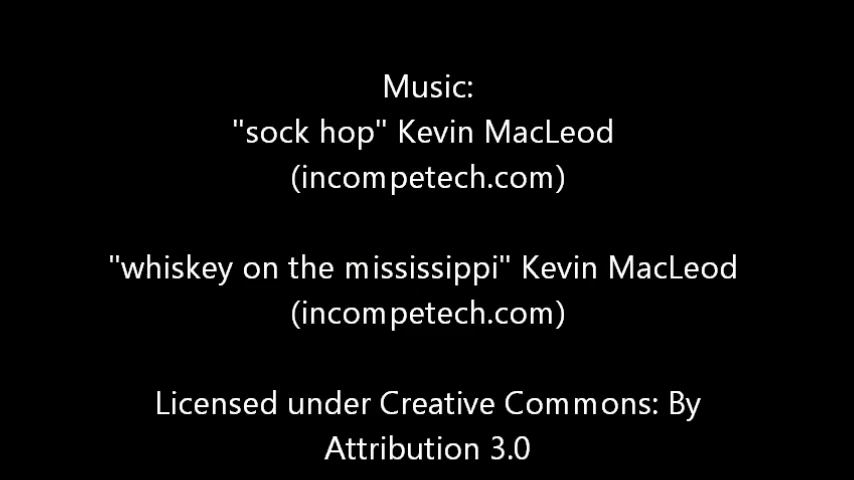 Music:
"sock hop" Kevin MacLeod
(incompetech.com)
"whiskey on the mississippi" Kevin MacLeod
(incompetech.com)
Licensed under Creative Commons: By
Attribution 3.0